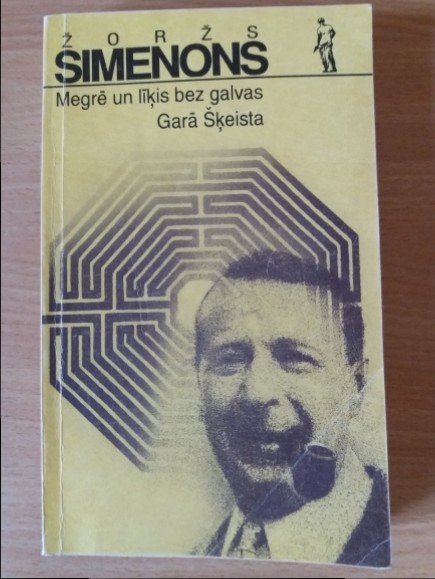 ŽORŽS
SIMENONS
Megrē un līķis bez galvas
Garā Šķeista